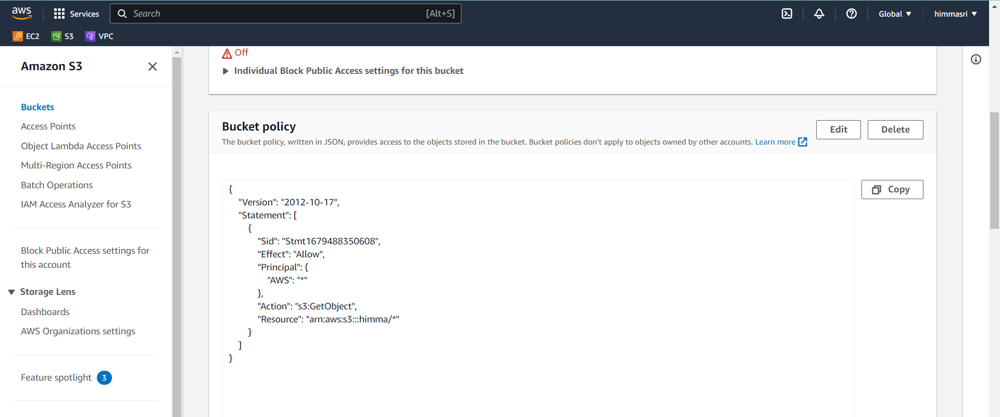 aws
Services
Search
[Alt+S]
Global
himmasri
EC2
S3
VPC
Amazon S3
Buckets
Access Points
Object Lambda Access Points
Multi-Region Access Points
Batch Operations
IAM Access Analyzer for S3
Block Public Access settings for
this account
Storage Lens
Dashboards
AWS Organizations settings
Feature spotlight 3
Off
Individual Block Public Access settings for this bucket
Bucket policy
Edit
Delete
The bucket policy, written in JSON, provides access to the objects stored in the bucket. Bucket policies don't apply to objects owned by other accounts. Learn more
Copy
{
"Version": "2012-10-17",
"Statement": [
{
"Sid": "Stmt1679488350608",
"Effect": "Allow",
"Principal": {
"AWS": "*"
},
"Action": "s3:GetObject",
"Resource": "arn:aws:s3:::himma/*"
}
]
}